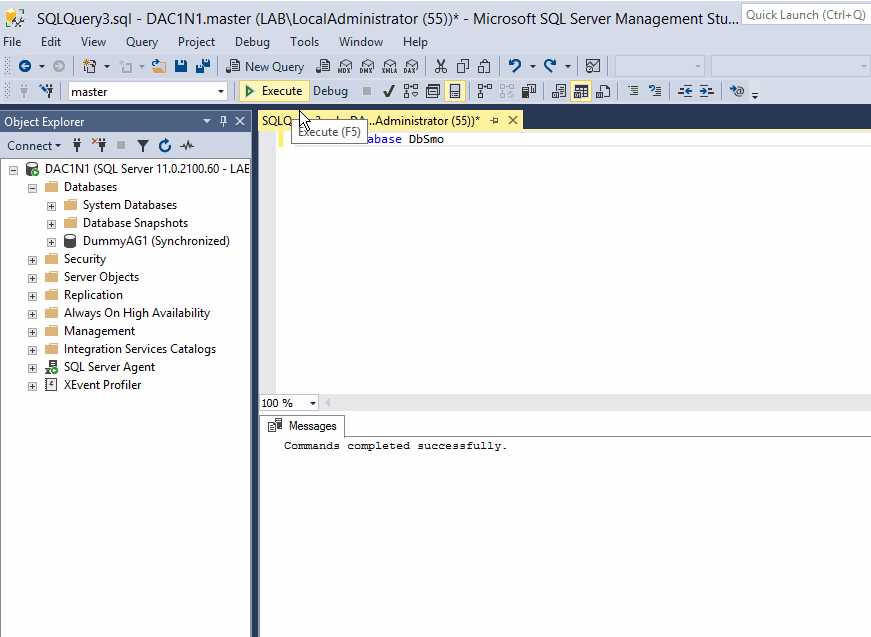 SQLQuery3.sql - DAC1N1.master (LAB\LocalAdministrator (55))* - Microsoft SQL Server Management Stu...
Quick Launch (Ctrl+Q)
File Edit View Query Project Debug Tools Window Help
New Query
MDX DMX XMLA DAX
master
Execute Debug
Object Explorer
SQLQ ...Administrator (55))*
Execute (F5)
abase DbSmo
Connect
DAC1N1 (SQL Server 11.0.2100.60 - LAB
Databases
System Databases
Database Snapshots
DummyAG1 (Synchronized)
Security
Server Objects
Replication
Always On High Availability
Management
Integration Services Catalogs
SQL Server Agent
XEvent Profiler
100 %
Messages
Commands completed successfully.